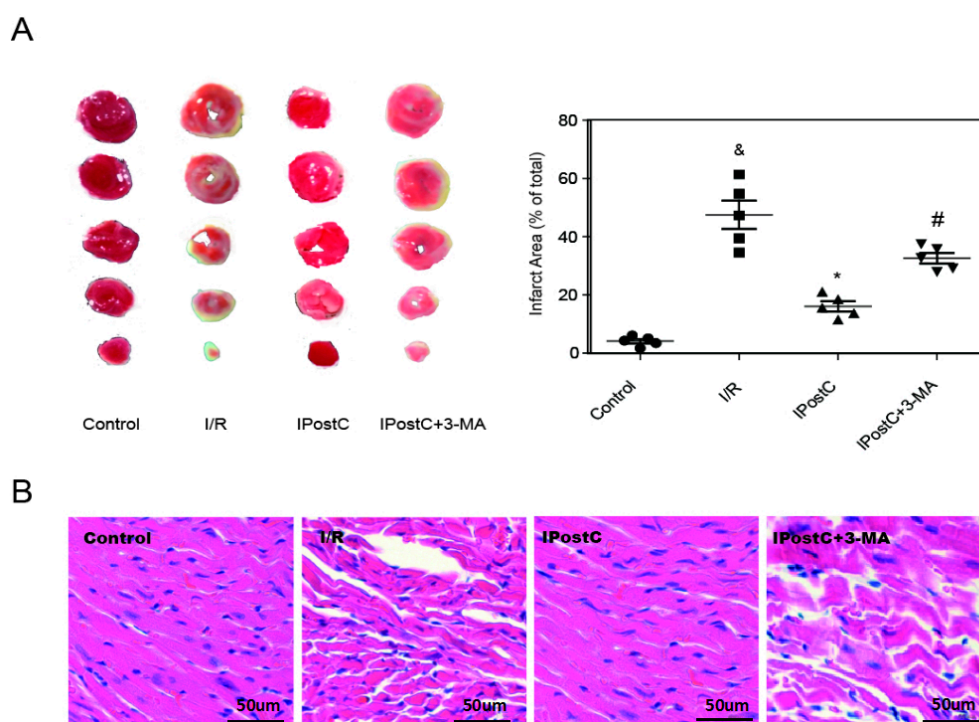 A
Control
I/R
IPostC
IPostC+3-MA
Infarct Area (% of total)
80
60
40
20
0
&
*
#
Control
I/R
IPostC
IPostC+3-MA
B
Control
I/R
IPostC
IPostC+3-MA
50um
50um
50um
50um